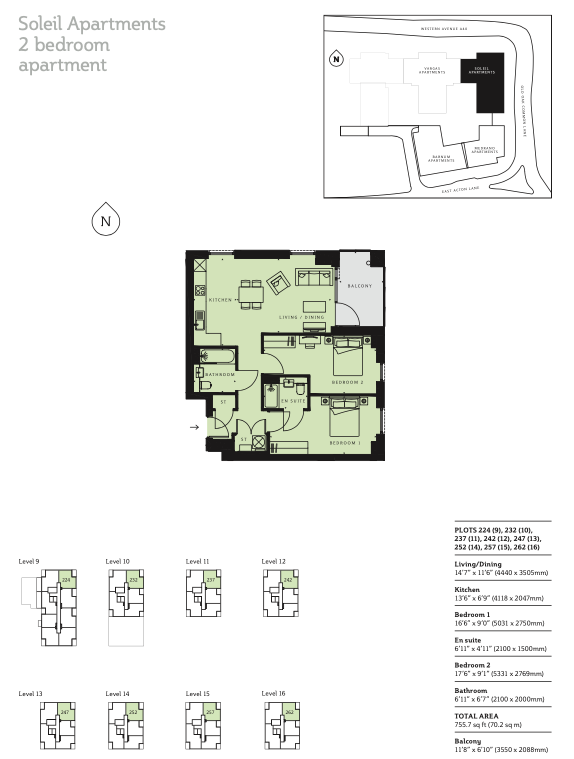 Soleil Apartments
2 bedroom
apartment
WESTERN AVENUE A40
N
VARGAS
APARTMENTS
SOLEIL
APARTMENTS
OLD OAK COMMON LANE
BARNUM
APARTMENTS
MEDRANO
APARTMENTS
EAST ACTON LANE
N
BALCONY
KITCHEN
LIVING / DINING
BATHROOM
BEDROOM 2
ST
EN SUITE
ST
BEDROOM 1
PLOTS 224 (9), 232 (10),
237 (11), 242 (12), 247 (13),
252 (14), 257 (15), 262 (16)
Living/Dining
14'7" x 11'6" (4440 x 3505mm)
Kitchen
13'6" x 6'9" (4118 x 2047mm)
Bedroom 1
16'6" x 9'0" (5031 x 2750mm)
En suite
6'11" x 4'11" (2100 x 1500mm)
Bedroom 2
17'6" x 9'1" (5331 x 2769mm)
Bathroom
6'11" x 6'7" (2100 x 2000mm)
TOTAL AREA
755.7 sq ft (70.2 sq m)
Balcony
11'8" x 6'10" (3550 x 2088mm)
Level 9
224
Level 10
232
Level 11
237
Level 12
242
Level 13
247
Level 14
252
Level 15
257
Level 16
262